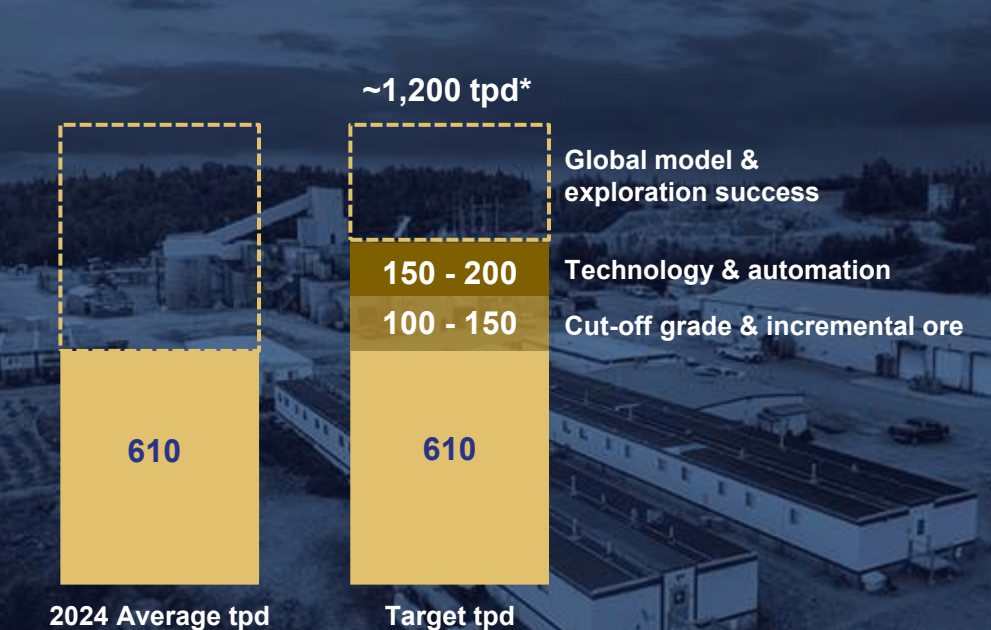 ~1,200 tpd*
Global model &
exploration success
150 - 200
Technology & automation
100 - 150
Cut-off grade & incremental ore
610
610
2024 Average tpd
Target tpd